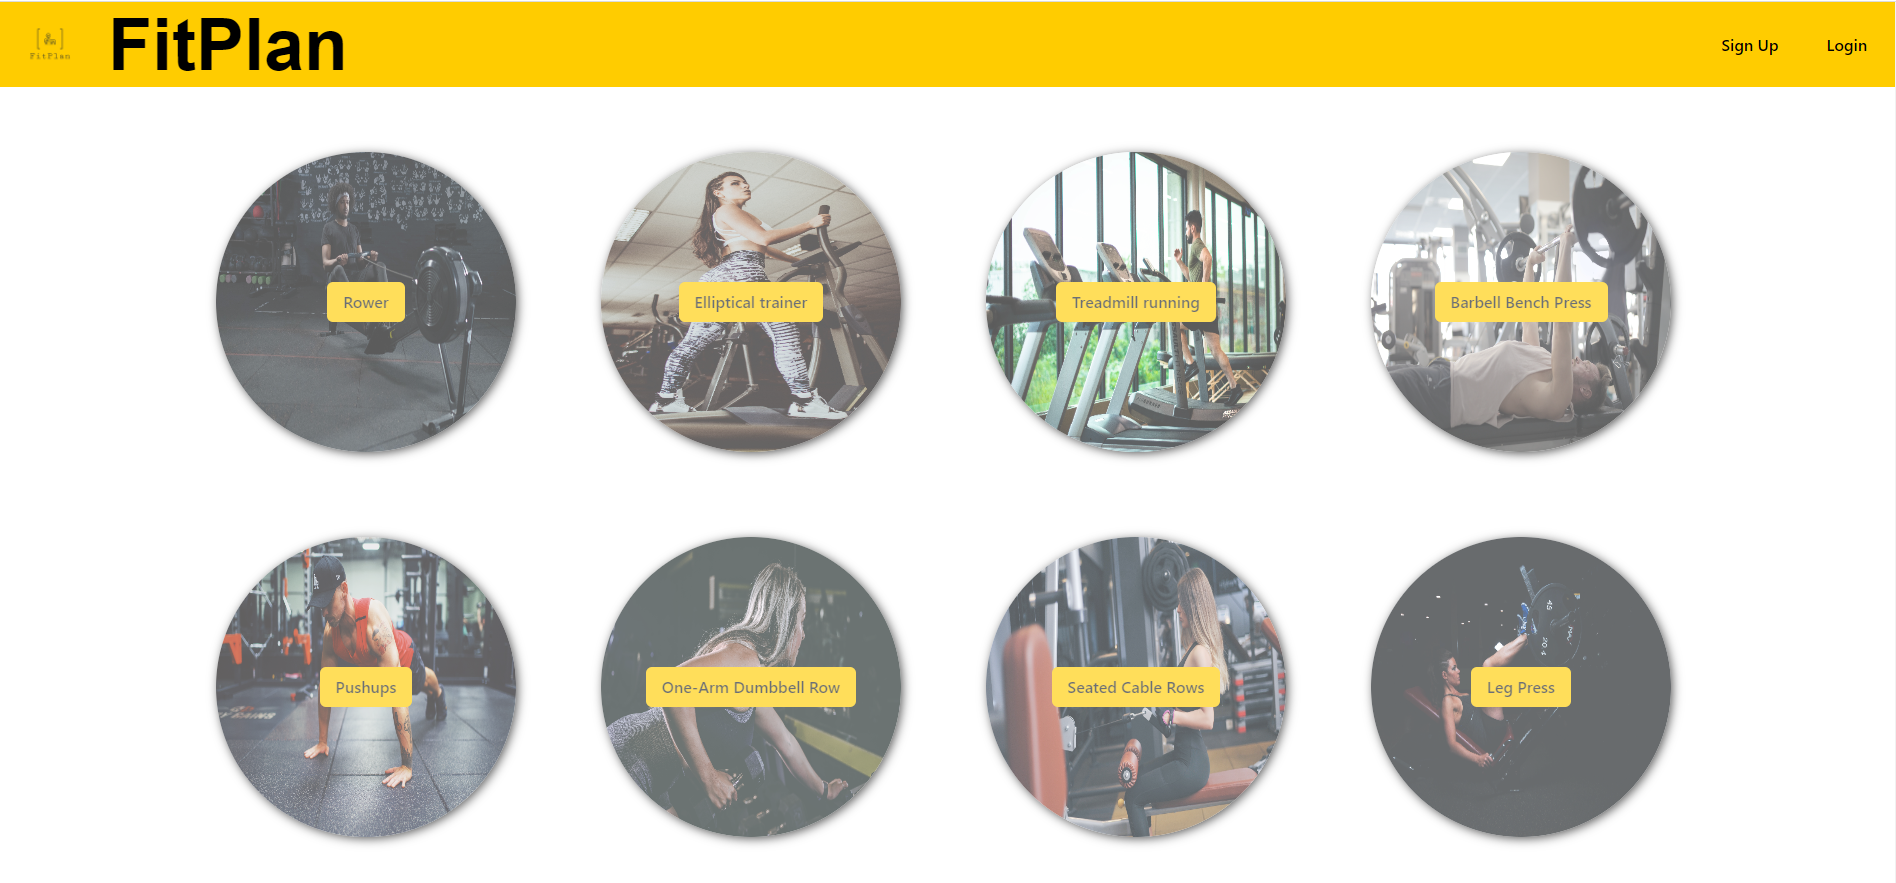 FitPlan
FitPlan
Sign Up
Login
Rower
Elliptical trainer
Treadmill running
Barbell Bench Press
Pushups
One-Arm Dumbbell Row
Seated Cable Rows
Leg Press